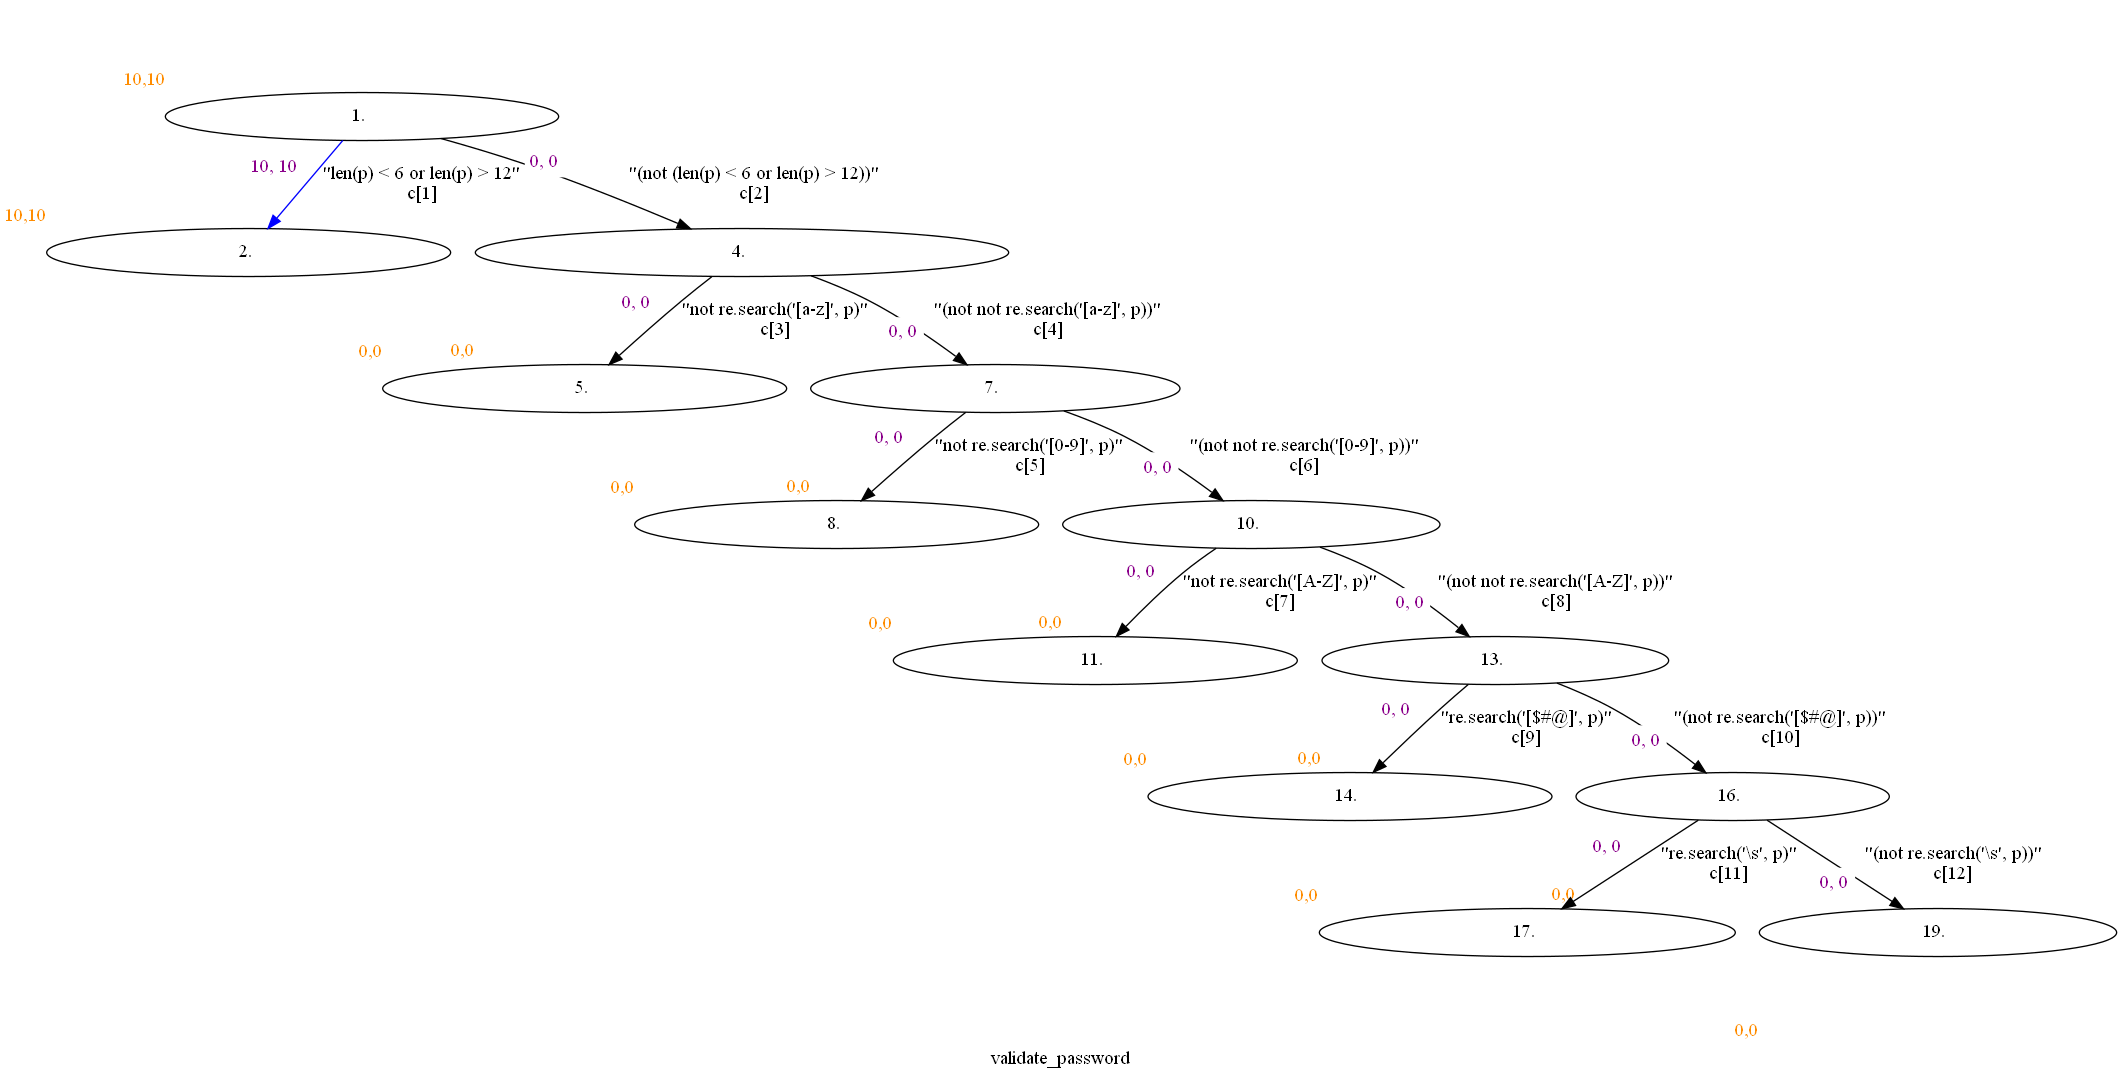 10,10
1.
10, 10
0, 0
"len(p) < 6 or len(p) > 12"
c[1]
"(not (len(p) < 6 or len(p) > 12))"
c[2]
10,10
2.
4.
0, 0
"not re.search('[a-z]', p)"
c[3]
0, 0
"(not not re.search('[a-z]', p))"
c[4]
0,0
0,0
5.
7.
0, 0
"not re.search('[0-9]', p)"
c[5]
0, 0
"(not not re.search('[0-9]', p))"
c[6]
0,0
0,0
8.
10.
0, 0
"not re.search('[A-Z]', p)"
c[7]
0, 0
"(not not re.search('[A-Z]', p))"
c[8]
0,0
0,0
11.
13.
0, 0
"re.search('[$#@]', p)"
c[9]
0, 0
"(not re.search('[$#@]', p))"
c[10]
0,0
0,0
14.
16.
0, 0
"re.search('\s', p)"
c[11]
0, 0
"(not re.search('\s', p))"
c[12]
0,0
0,0
17.
19.
0,0
validate_password